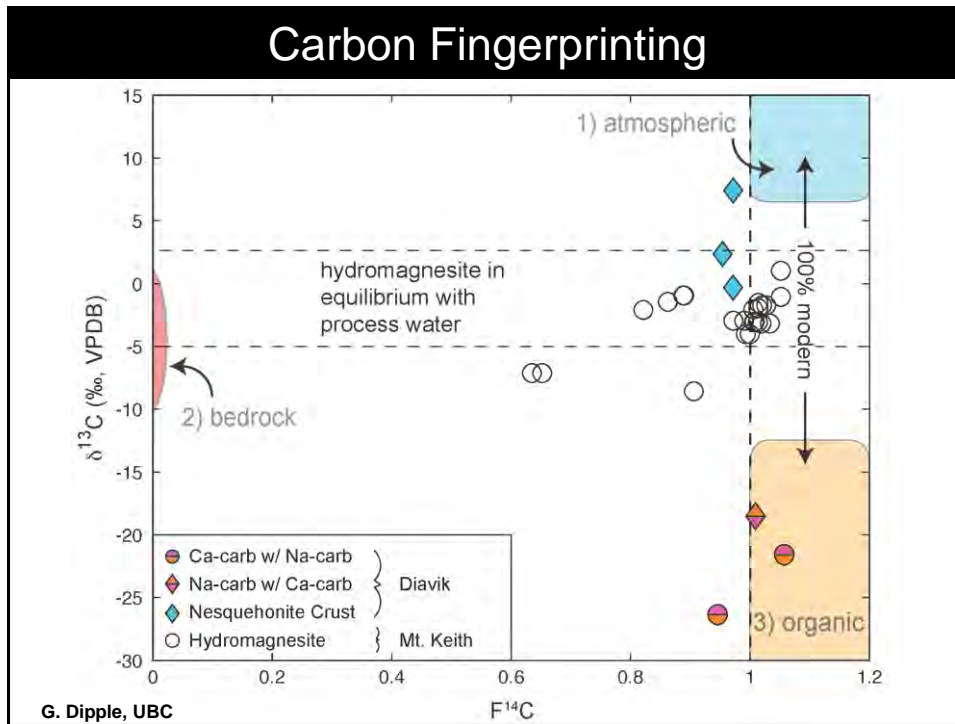 Carbon Fingerprinting
15
10
5
0
-5
-10
-15
-20
-25
-30
δ¹³C (‰, VPDB)
1) atmospheric
hydromagnesite in
equilibrium with
process water
100% modern
2) bedrock
3) organic
Ca-carb w/ Na-carb
Na-carb w/ Ca-carb
Nesquehonite Crust
Diavik
Hydromagnesite
Mt. Keith
0
0.2
0.4
0.6
0.8
1
1.2
F¹⁴C
G. Dipple, UBC